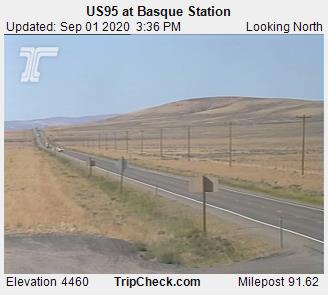 US95 at Basque Station
Updated: Sep 01 2020  3:36 PM Looking North
Elevation 4460 TripCheck.com Milepost 91.62